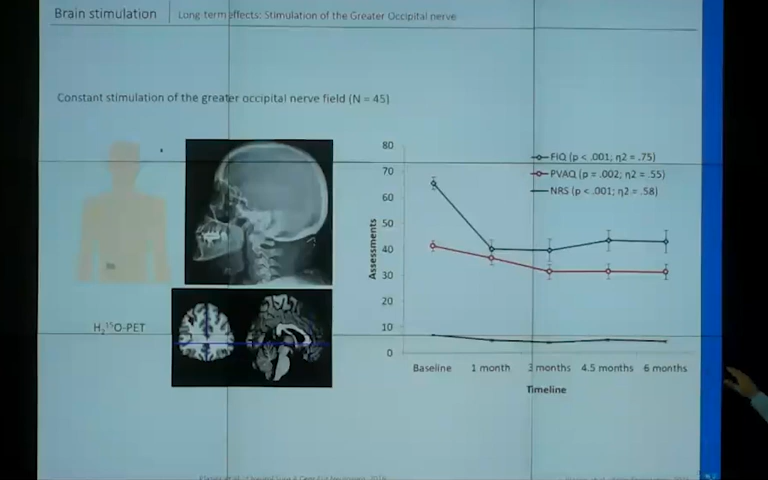 Brain stimulation
Long term effects: Stimulation of the Greater Occipital nerve
Constant stimulation of the greater occipital nerve field (N = 45)
H₂¹⁵O-PET
80
70
60
50
40
30
20
10
0
Assessments
FIQ (p < .001; η2 = .75)
PVAQ (p = .002; η2 = .55)
NRS (p < .001; η2 = .58)
Baseline 1 month 3 months 4.5 months 6 months
Timeline